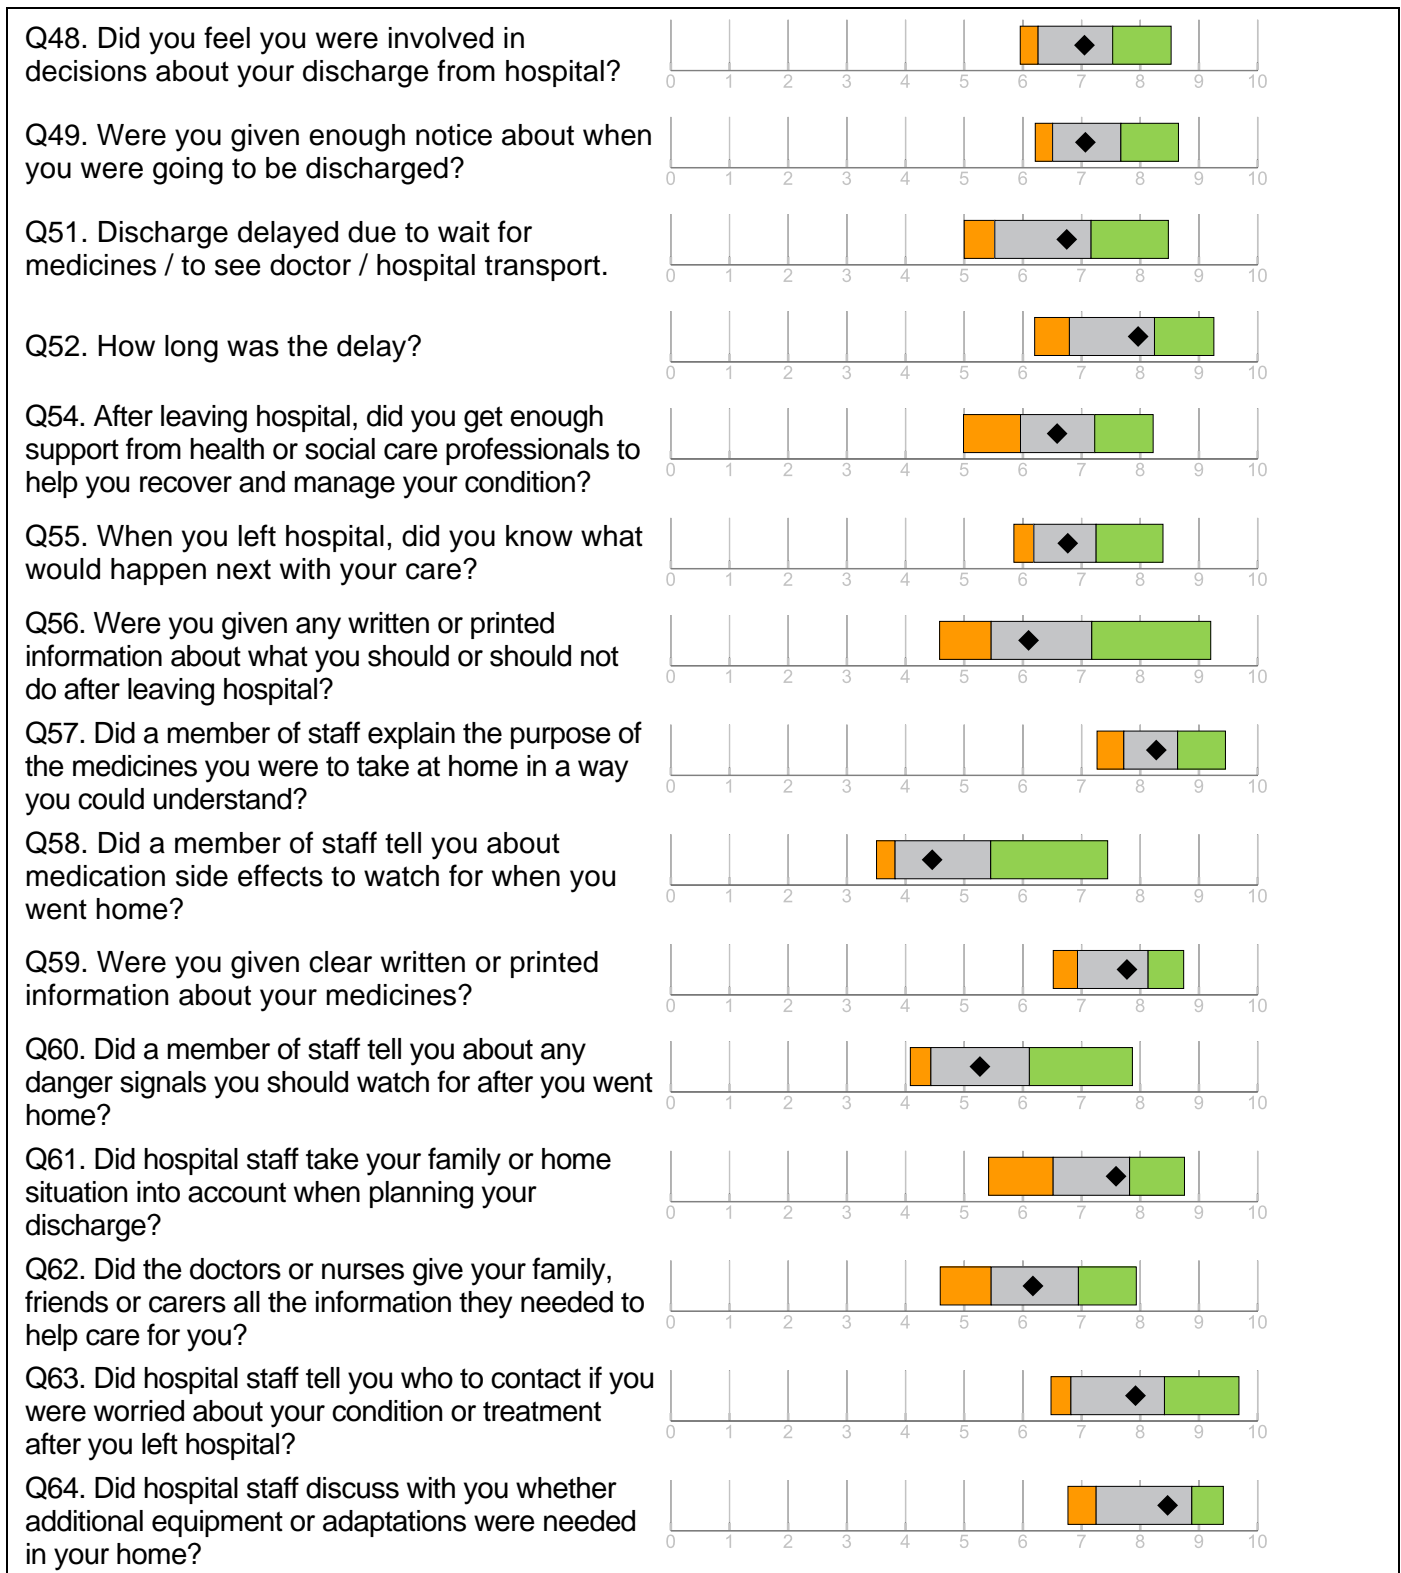 Q48. Did you feel you were involved in
decisions about your discharge from hospital?
0 1 2 3 4 5 6 7 8 9 10
Q49. Were you given enough notice about when
you were going to be discharged?
0 1 2 3 4 5 6 7 8 9 10
Q51. Discharge delayed due to wait for
medicines / to see doctor / hospital transport.
0 1 2 3 4 5 6 7 8 9 10
Q52. How long was the delay?
0 1 2 3 4 5 6 7 8 9 10
Q54. After leaving hospital, did you get enough
support from health or social care professionals to
help you recover and manage your condition?
0 1 2 3 4 5 6 7 8 9 10
Q55. When you left hospital, did you know what
would happen next with your care?
0 1 2 3 4 5 6 7 8 9 10
Q56. Were you given any written or printed
information about what you should or should not
do after leaving hospital?
0 1 2 3 4 5 6 7 8 9 10
Q57. Did a member of staff explain the purpose of
the medicines you were to take at home in a way
you could understand?
0 1 2 3 4 5 6 7 8 9 10
Q58. Did a member of staff tell you about
medication side effects to watch for when you
went home?
0 1 2 3 4 5 6 7 8 9 10
Q59. Were you given clear written or printed
information about your medicines?
0 1 2 3 4 5 6 7 8 9 10
Q60. Did a member of staff tell you about any
danger signals you should watch for after you went
home?
0 1 2 3 4 5 6 7 8 9 10
Q61. Did hospital staff take your family or home
situation into account when planning your
discharge?
0 1 2 3 4 5 6 7 8 9 10
Q62. Did the doctors or nurses give your family,
friends or carers all the information they needed to
help care for you?
0 1 2 3 4 5 6 7 8 9 10
Q63. Did hospital staff tell you who to contact if you
were worried about your condition or treatment
after you left hospital?
0 1 2 3 4 5 6 7 8 9 10
Q64. Did hospital staff discuss with you whether
additional equipment or adaptations were needed
in your home?
0 1 2 3 4 5 6 7 8 9 10